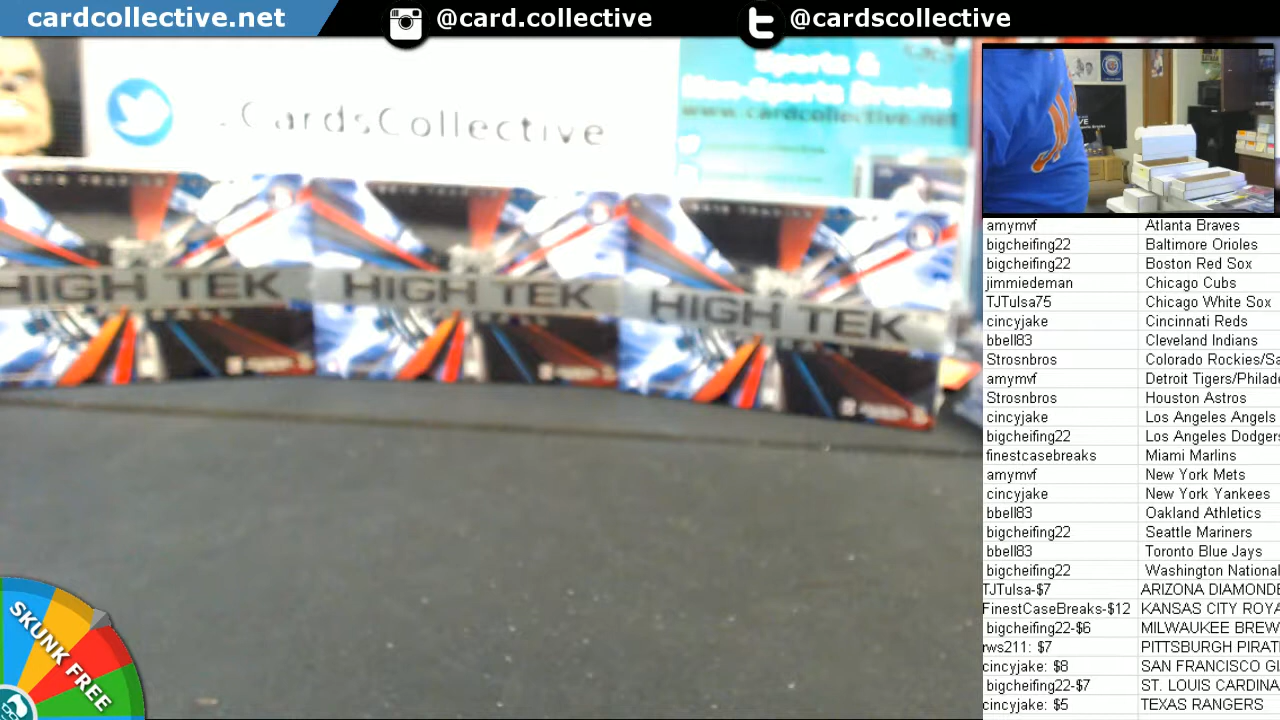 cardcollective.net
@card.collective
@cardscollective
Sports &
Non-Sports Breaks
www.cardcollective.net
CardsCollective
HIGH TEK
HIGH TEK
HIGH TEK
SKUNK FREE
amymvf Atlanta Braves
bigcheifing22 Baltimore Orioles
bigcheifing22 Boston Red Sox
jimmiedeman Chicago Cubs
TJTulsa75 Chicago White Sox
cincyjake Cincinnati Reds
bbell83 Cleveland Indians
Strosnbros Colorado Rockies/Sa
amymvf Detroit Tigers/Philade
Strosnbros Houston Astros
cincyjake Los Angeles Angels
bigcheifing22 Los Angeles Dodgers
finestcasebreaks Miami Marlins
amymvf New York Mets
cincyjake New York Yankees
bbell83 Oakland Athletics
bigcheifing22 Seattle Mariners
bbell83 Toronto Blue Jays
bigcheifing22 Washington National
TJTulsa-$7 ARIZONA DIAMONDB
FinestCaseBreaks-$12 KANSAS CITY ROYA
bigcheifing22-$6 MILWAUKEE BREW
rws211: $7 PITTSBURGH PIRAT
cincyjake: $8 SAN FRANCISCO GI
bigcheifing22-$7 ST. LOUIS CARDINA
cincyjake: $5 TEXAS RANGERS